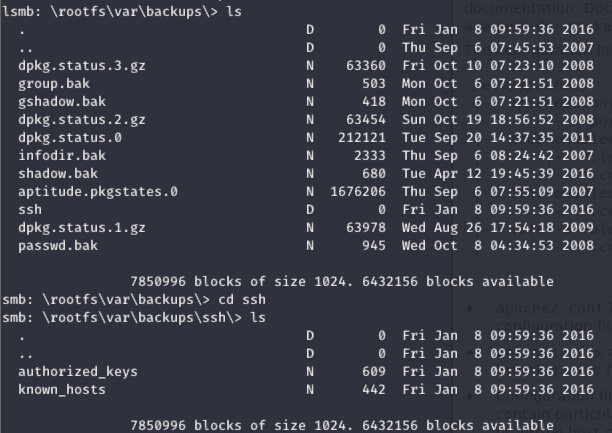 lsmb: \rootfs\var\backups\> ls
. D 0 Fri Jan 8 09:59:36 2016
.. D 0 Thu Sep 6 07:45:53 2007
dpkg.status.3.gz N 63360 Fri Oct 10 07:23:10 2008
group.bak N 503 Mon Oct 6 07:21:51 2008
gshadow.bak N 418 Mon Oct 6 07:21:51 2008
dpkg.status.2.gz N 63454 Sun Oct 19 18:56:52 2008
dpkg.status.0 N 212121 Tue Sep 20 14:37:35 2011
infodir.bak N 2333 Thu Sep 6 08:24:42 2007
shadow.bak N 680 Tue Apr 12 19:45:39 2016
aptitude.pkgstates.0 N 1676206 Thu Sep 6 07:55:09 2007
ssh D 0 Fri Jan 8 09:59:36 2016
dpkg.status.1.gz N 63978 Wed Aug 26 17:54:18 2009
passwd.bak N 945 Wed Oct 8 04:34:53 2008
7850996 blocks of size 1024. 6432156 blocks available
smb: \rootfs\var\backups\> cd ssh
smb: \rootfs\var\backups\ssh\> ls
. D 0 Fri Jan 8 09:59:36 2016
.. D 0 Fri Jan 8 09:59:36 2016
authorized_keys N 609 Fri Jan 8 09:59:36 2016
known_hosts N 442 Fri Jan 8 09:59:36 2016
7850996 blocks of size 1024. 6432156 blocks available
documentation.
apache2.conf
configuration
Configuration
contain